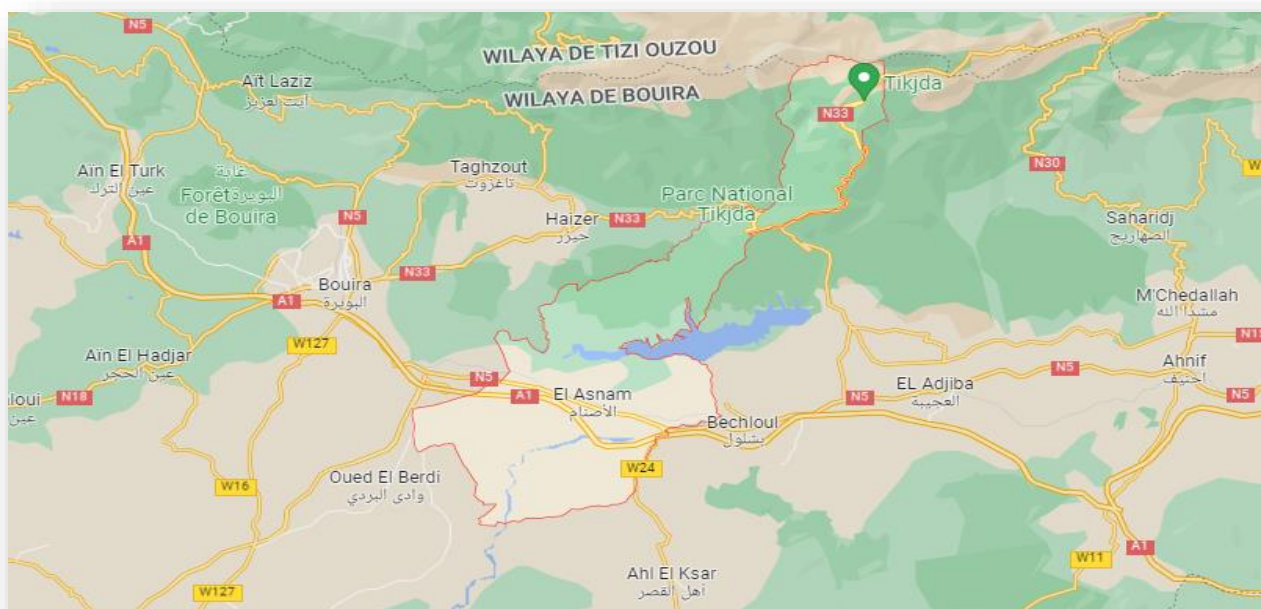 N5
WILAYA DE TIZI OUZOU
Aït Laziz
آيت لعزيز
WILAYA DE BOUIRA
Tikjda
N33
Aïn El Turk
عين الترك
غابة
Forêt البويرة
de Bouira
Taghzout
تاغزوت
N30
Parc National
Tikjda
N5
Haizer
حيزر
N33
Saharidj
الصهاريج
A1
N33
Bouira
البويرة
A1
M'Chedallah
مشدا الله
W127
Aïn El Hadjar
عين الحجر
N5
A1
El Asnam
الأصنام
N5
Ahnif
احنيف
N18
EL Adjiba
العجيبة
N5
N5
Bechloul
بشلول
W24
Oued El Berdi
وادي البردي
W16
A1
W11
Ahl El Ksar
أهل القصر
W127